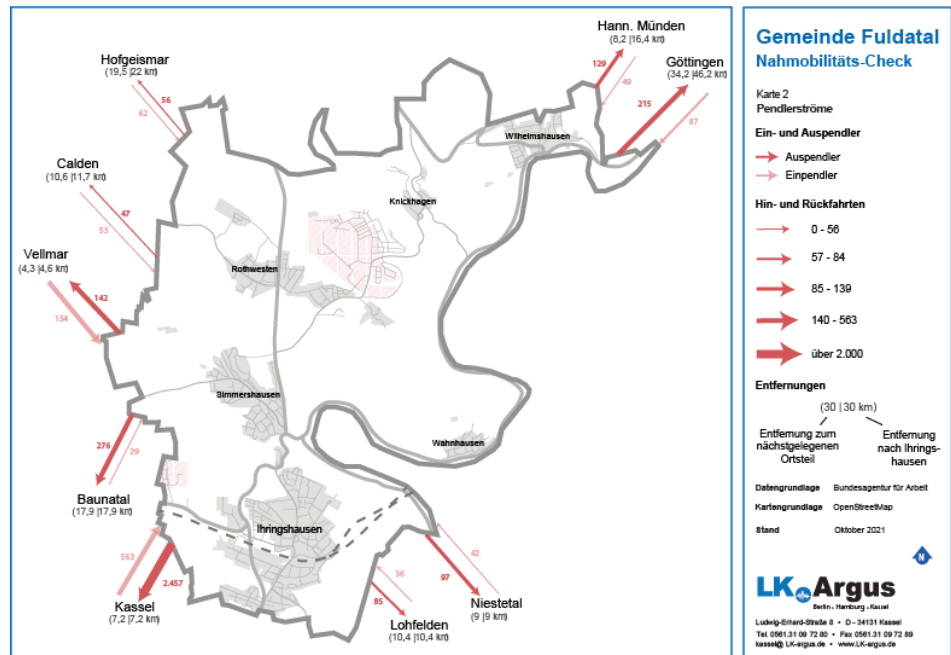 Hann. Münden
(8,2 |16,4 km)
Göttingen
(34,2 |46,2 km)
Hofgeismar
(19,5 |22 km)
129
49
215
87
56
62
Wilhelmshausen
Calden
(10,6 |11,7 km)
47
53
Knickhagen
Rothwesten
Vellmar
(4,3 |4,6 km)
142
154
Simmershausen
Wahnhausen
276
29
Baunatal
(17,9 |17,9 km)
Ihringshausen
563
2.457
Kassel
(7,2 |7,2 km)
42
97
36
85
Niestetal
(9 |9 km)
Lohfelden
(10,4 |10,4 km)
Gemeinde Fuldatal
Nahmobilitäts-Check
Karte 2
Pendlerströme
Ein- und Auspendler
Auspendler
Einpendler
Hin- und Rückfahrten
0 - 56
57 - 84
85 - 139
140 - 563
über 2.000
Entfernungen
(30 | 30 km)
Entfernung zum
nächstgelegenen
Ortsteil
Entfernung
nach Ihrings-
hausen
Datengrundlage Bundesagentur für Arbeit
Kartengrundlage OpenStreetMap
Stand Oktober 2021
N
LK Argus
Berlin • Hamburg • Kassel
Ludwig-Erhard-Straße 8 • D - 34131 Kassel
Tel. 0561.31 09 72 80 • Fax 0561.31 09 72 89
kassel@ LK-argus.de • www.LK-argus.de